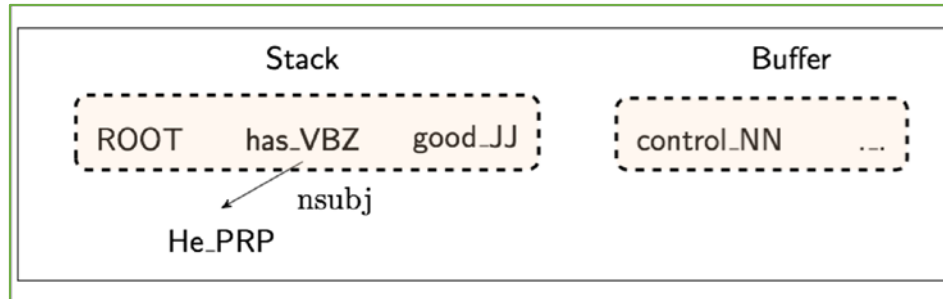 Stack Buffer
ROOT has_VBZ good_JJ control_NN ._.
nsubj
He_PRP